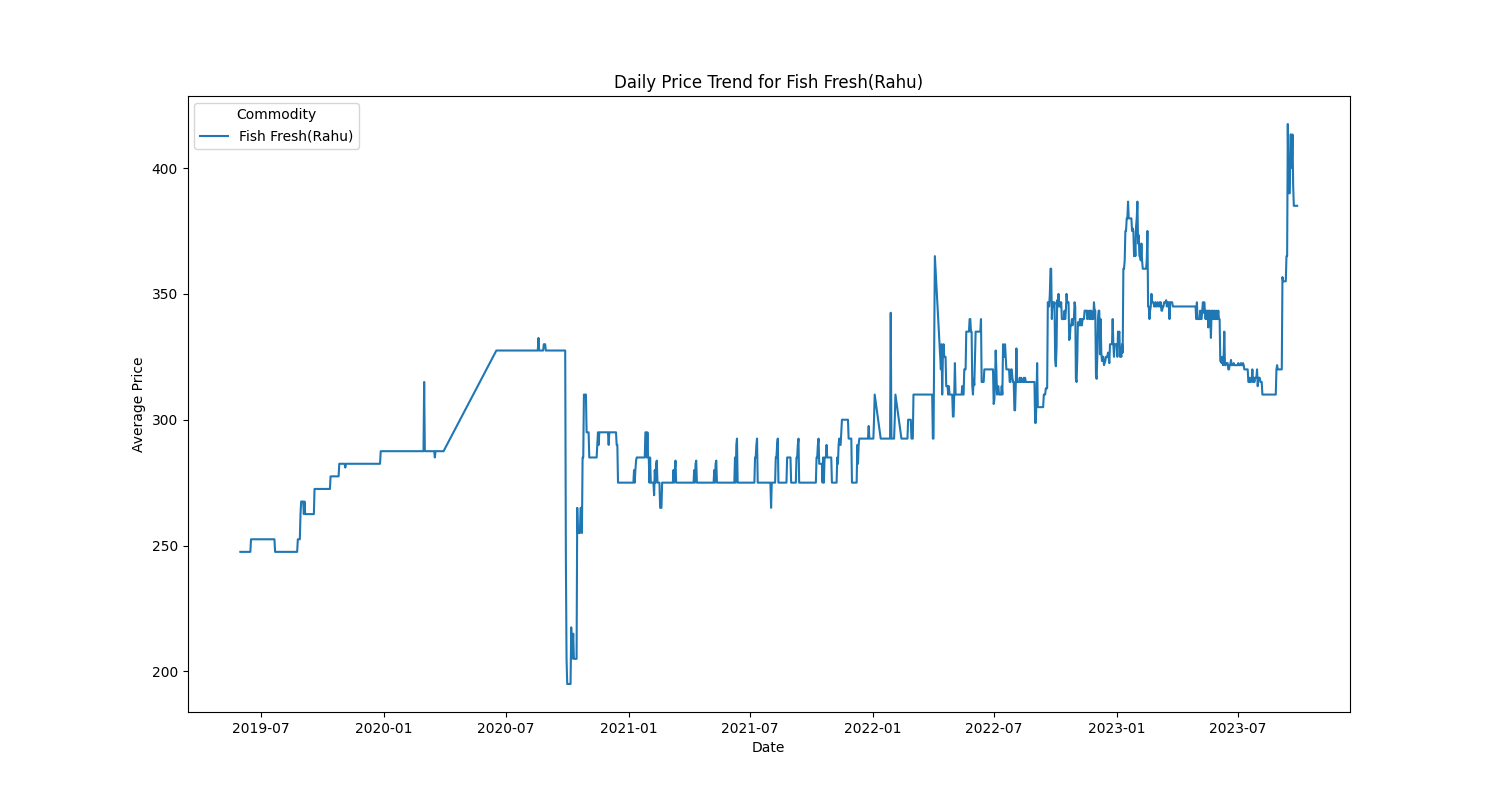 Daily Price Trend for Fish Fresh(Rahu)
Commodity
Fish Fresh(Rahu)
Average Price
400
350
300
250
200
2019-07 2020-01 2020-07 2021-01 2021-07 2022-01 2022-07 2023-01 2023-07
Date